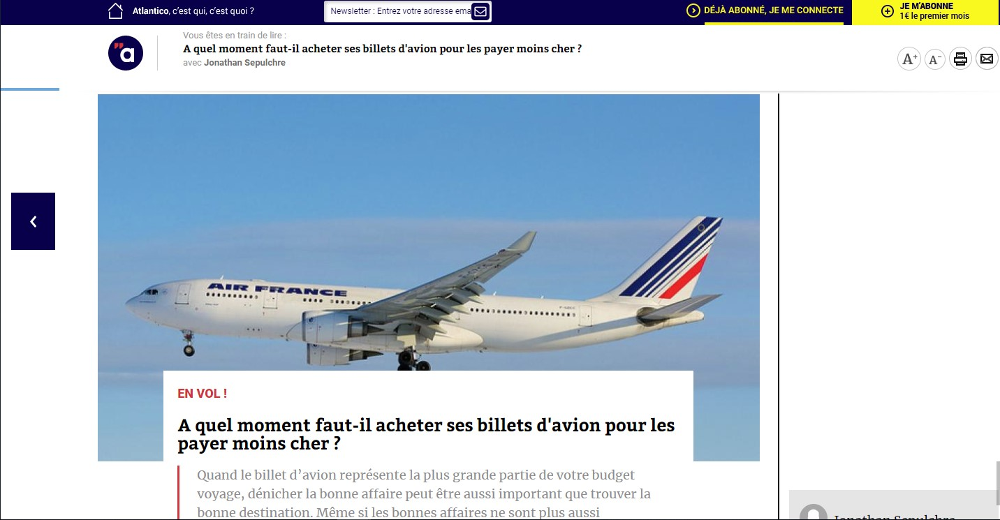 Atlantico, c'est qui, c'est quoi ?
Newsletter : Entrez votre adresse ema
DÉJÀ ABONNÉ, JE ME CONNECTE
JE M'ABONNE
1€ le premier mois
"a
Vous êtes en train de lire :
A quel moment faut-il acheter ses billets d'avion pour les payer moins cher ?
avec Jonathan Sepulchre
A+
A-
AIR FRANCE
EN VOL !
A quel moment faut-il acheter ses billets d'avion pour les
payer moins cher ?
Quand le billet d’avion représente la plus grande partie de votre budget
voyage, dénicher la bonne affaire peut être aussi important que trouver la
bonne destination. Même si les bonnes affaires ne sont plus aussi
Jonathan Sepulchre